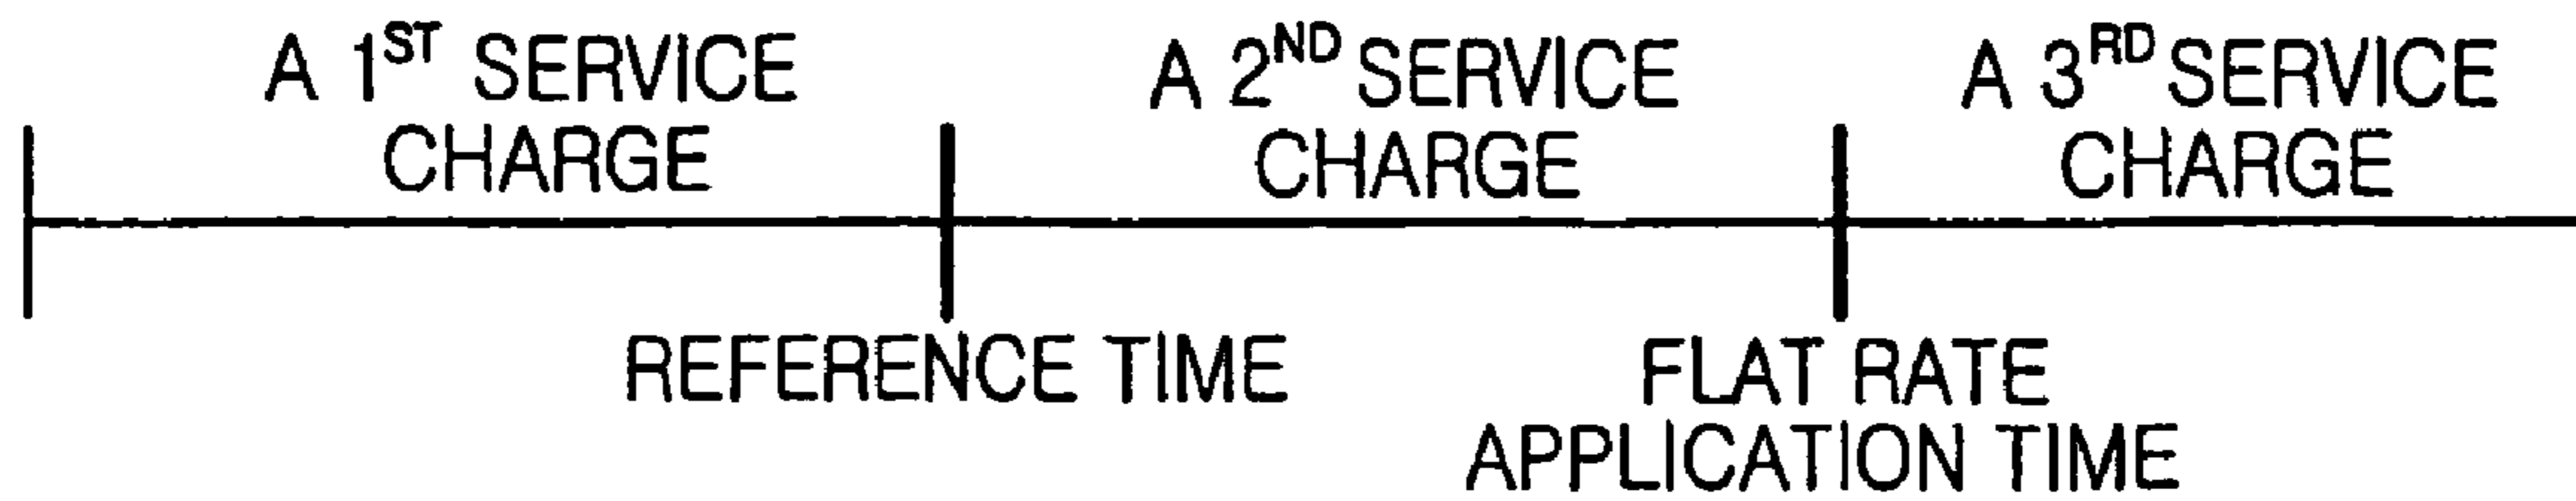 A 1ST SERVICE
CHARGE
A 2ND SERVICE
CHARGE
A 3RD SERVICE
CHARGE
REFERENCE TIME
FLAT RATE
APPLICATION TIME